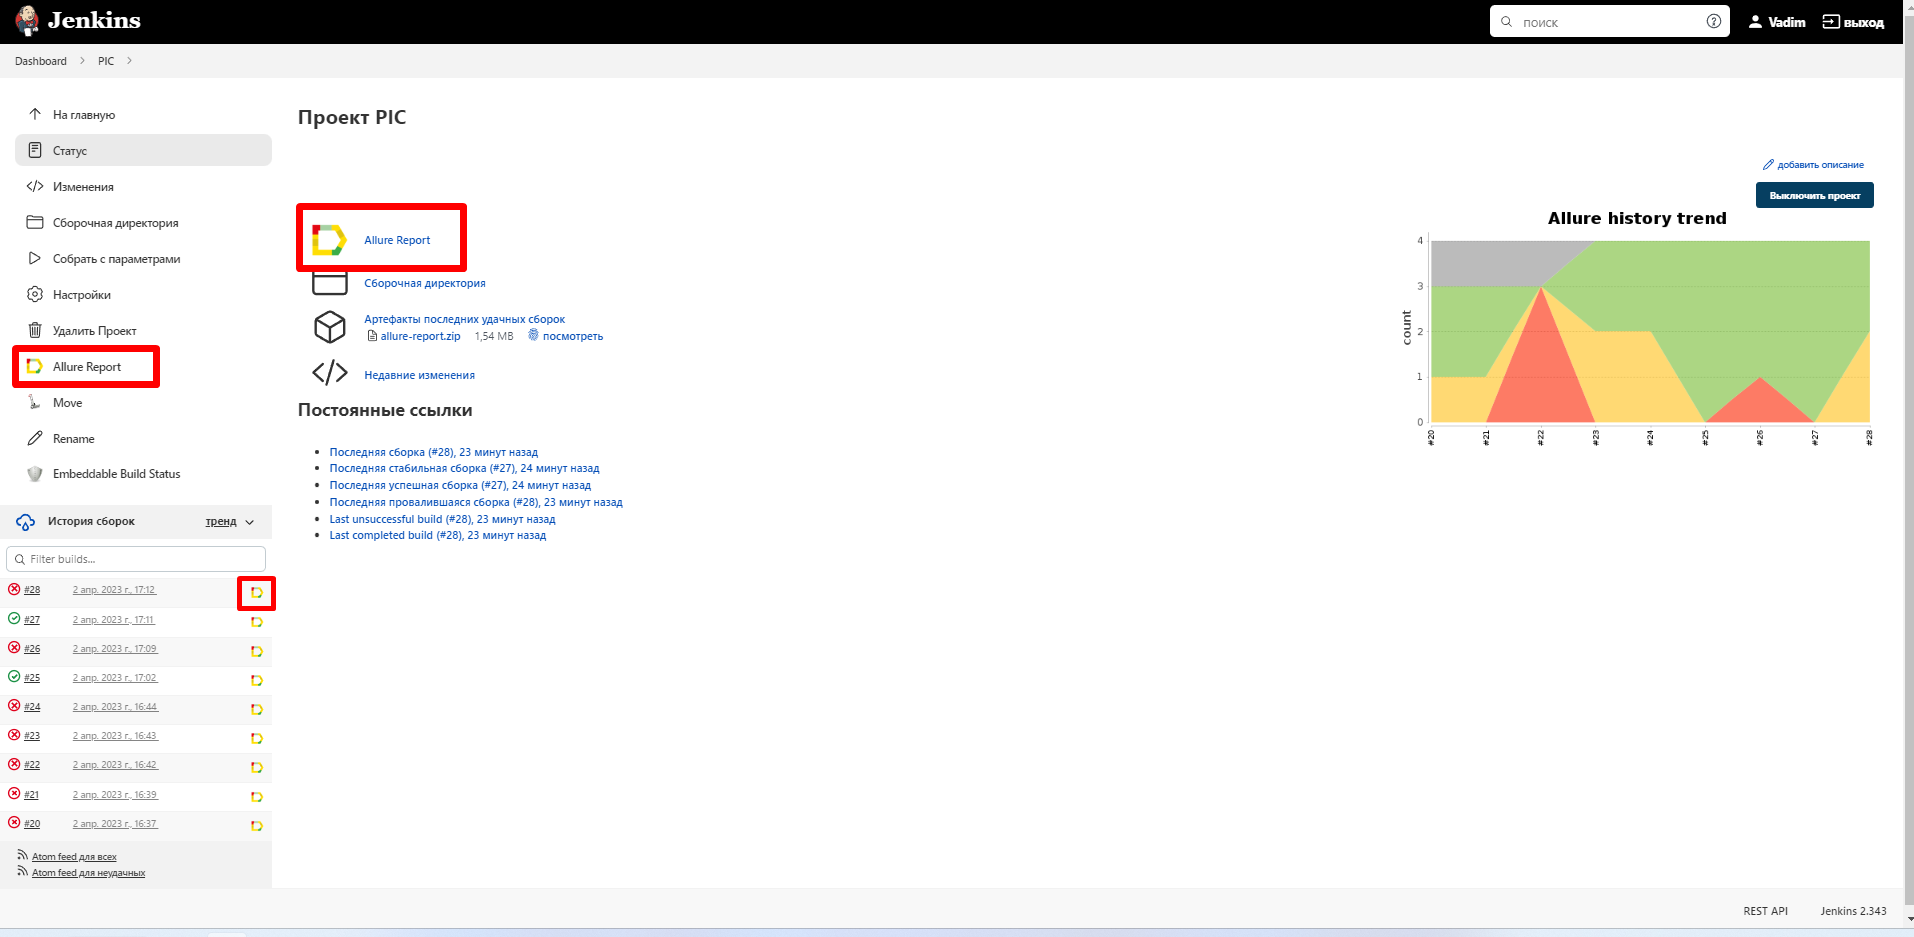 Jenkins
поиск
Vadim
выход
Dashboard
PIC
На главную
Статус
Изменения
Сборочная директория
Собрать с параметрами
Настройки
Удалить Проект
Allure Report
Move
Rename
Embeddable Build Status
История сборок
тренд
Filter builds...
#28 2 апр. 2023 г., 17:12
#27 2 апр. 2023 г., 17:11
#26 2 апр. 2023 г., 17:09
#25 2 апр. 2023 г., 17:02
#24 2 апр. 2023 г., 16:44
#23 2 апр. 2023 г., 16:43
#22 2 апр. 2023 г., 16:42
#21 2 апр. 2023 г., 16:39
#20 2 апр. 2023 г., 16:37
Atom feed для всех
Atom feed для неудачных
Проект PIC
добавить описание
Выключить проект
Allure Report
Сборочная директория
Артефакты последних удачных сборок
allure-report.zip 1,54 MB посмотреть
Недавние изменения
Постоянные ссылки
Последняя сборка (#28), 23 минут назад
Последняя стабильная сборка (#27), 24 минут назад
Последняя успешная сборка (#27), 24 минут назад
Последняя провалившаяся сборка (#28), 23 минут назад
Last unsuccessful build (#28), 23 минут назад
Last completed build (#28), 23 минут назад
Allure history trend
count
4
3
2
1
0
#20 #21 #22 #23 #24 #25 #26 #27 #28
REST API
Jenkins 2.343